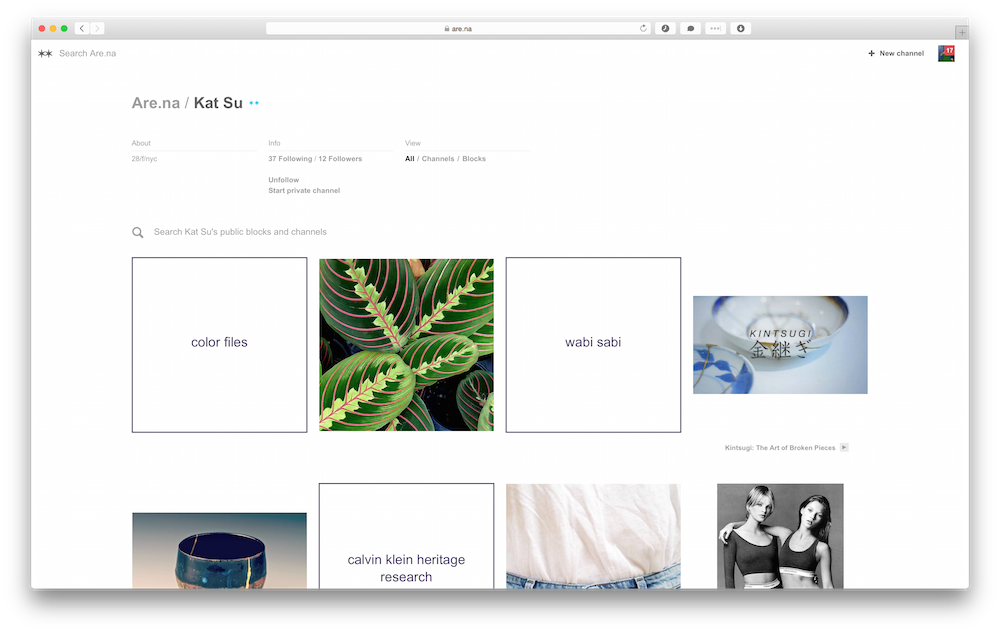 are.na
Search Are.na
+ New channel
17
Are.na / Kat Su
About
Info
View
28/f/nyc
37 Following / 12 Followers
All / Channels / Blocks
Unfollow
Start private channel
Search Kat Su's public blocks and channels
color files
wabi sabi
KINTSUGI
金継ぎ
Kintsugi: The Art of Broken Pieces
calvin klein heritage
research